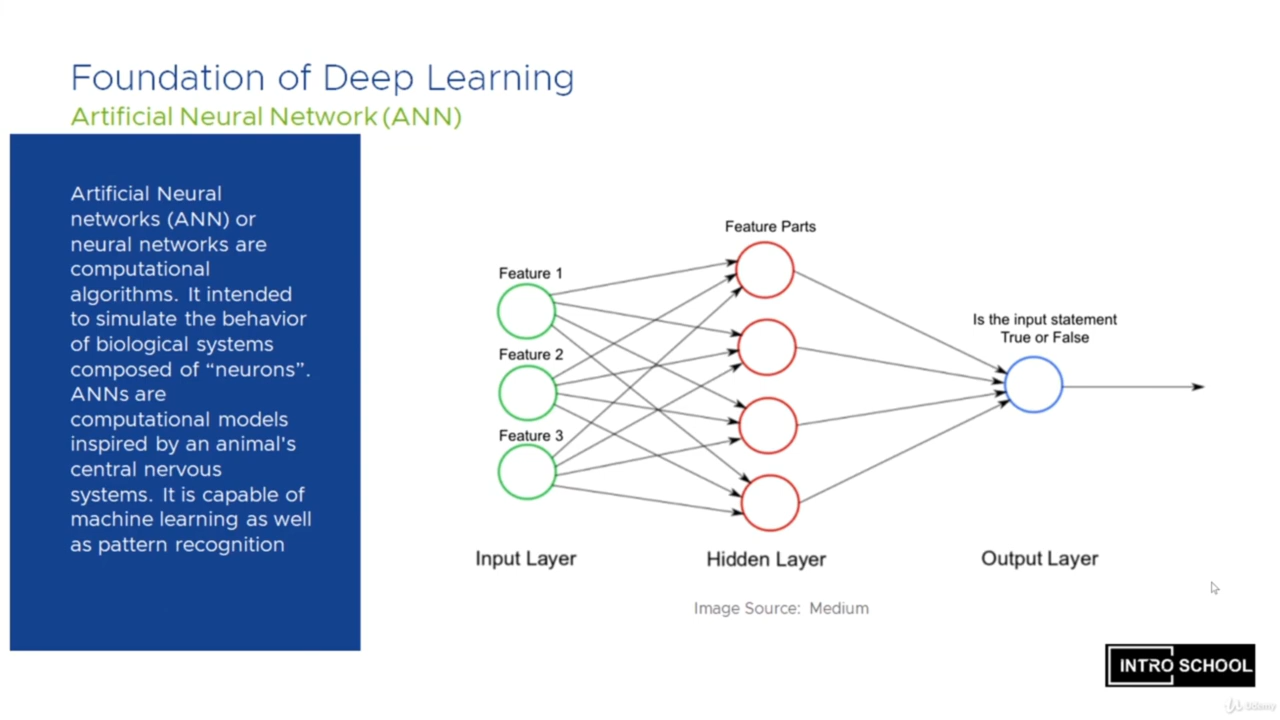 Foundation of Deep Learning
Artificial Neural Network (ANN)
Artificial Neural
networks (ANN) or
neural networks are
computational
algorithms. It intended
to simulate the behavior
of biological systems
composed of “neurons”.
ANNs are
computational models
inspired by an animal's
central nervous
systems. It is capable of
machine learning as well
as pattern recognition
Feature Parts
Feature 1
Is the input statement
True or False
Feature 2
Feature 3
Input Layer
Hidden Layer
Output Layer
Image Source: Medium
INTRO SCHOOL
Udemy